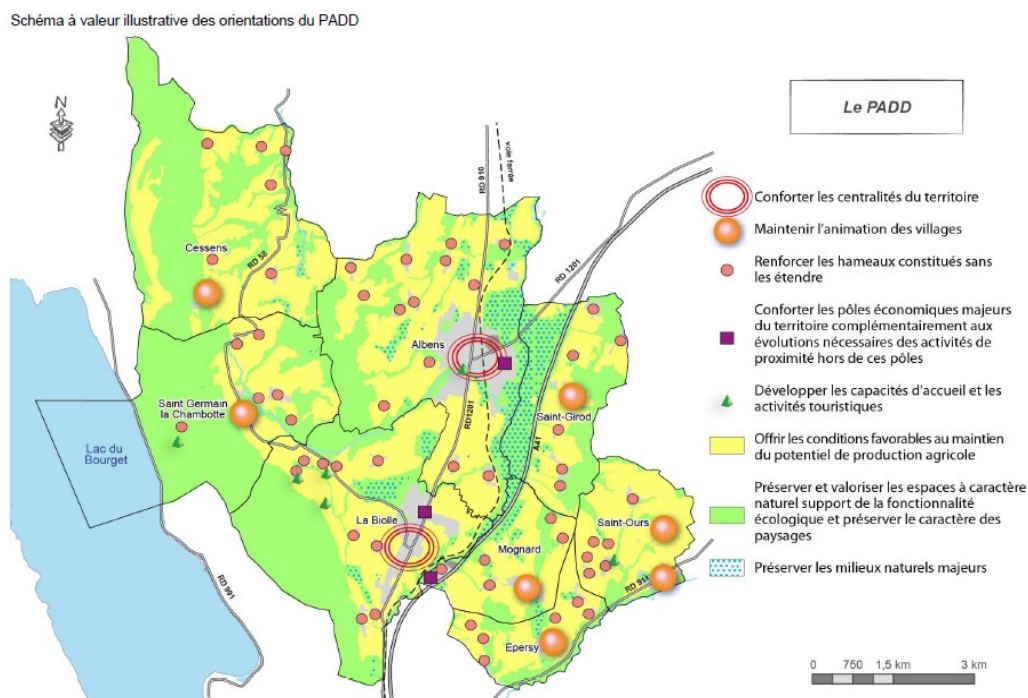 Schéma à valeur illustrative des orientations du PADD
N
Le PADD
voie ferrée
RD 910
Conforter les centralités du territoire
Maintenir l'animation des villages
Cessens
RD 58
RD 1201
Renforcer les hameaux constitués sans
les étendre
Conforter les pôles économiques majeurs
du territoire complémentairement aux
évolutions nécessaires des activités de
proximité hors de ces pôles
Albens
Saint Germain
la Chambotte
Saint-Girod
Développer les capacités d'accueil et les
activités touristiques
RD1201
A41
Lac du
Bourget
Offrir les conditions favorables au maintien
du potentiel de production agricole
Préserver et valoriser les espaces à caractère
naturel support de la fonctionnalité
écologique et préserver le caractère des
paysages
La Biolle
Saint-Ours
Mognard
Préserver les milieux naturels majeurs
RD 991
RD 911
Epersy
0 750 1,5 km 3 km